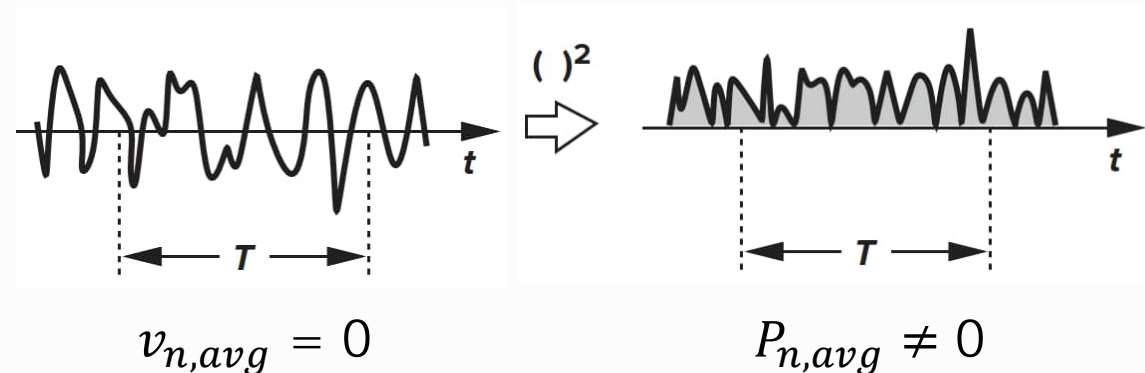 ( )²
t
t
T
T
v_{n,avg} = 0
P_{n,avg} ≠ 0